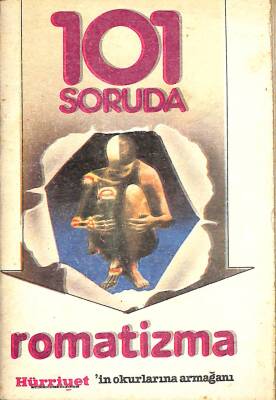 101
SORUDA
romatizma
Hürriyet 'in okurlarına armağanı